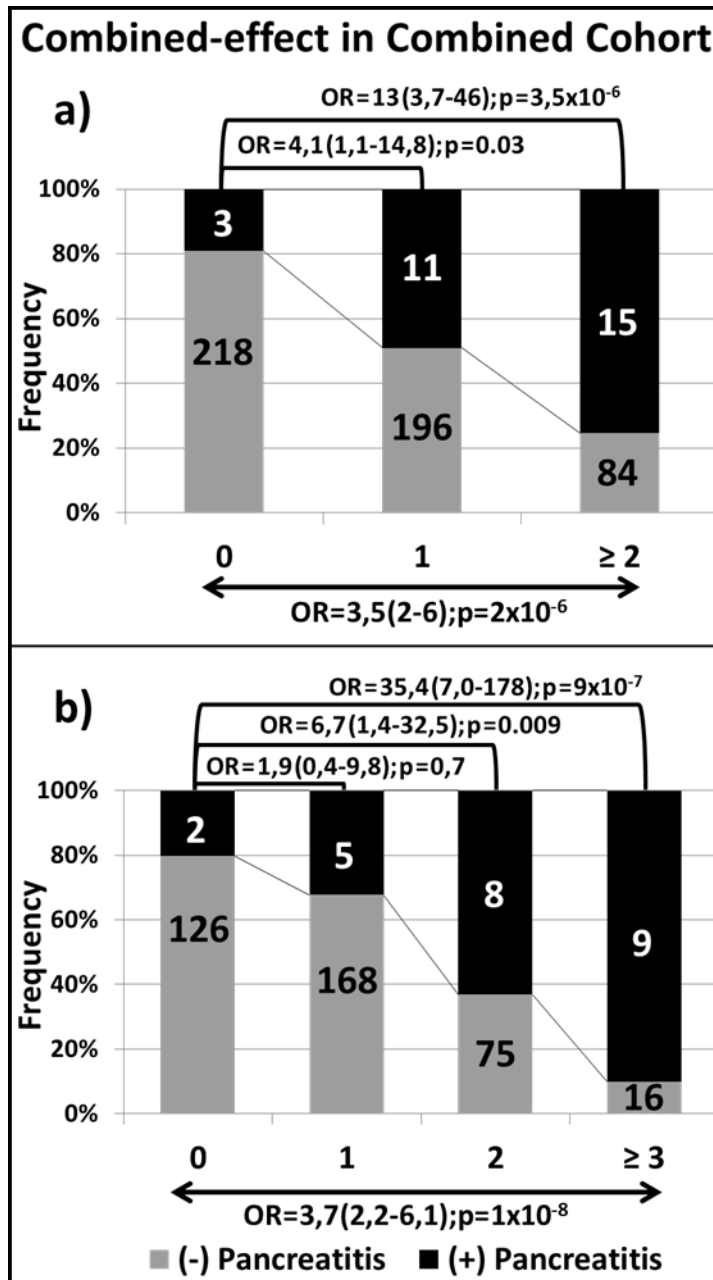 Combined-effect in Combined Cohort
a)
OR=13(3,7-46);p=3,5x10⁻⁶
OR=4,1(1,1-14,8);p=0.03
Frequency
100%
80%
60%
40%
20%
0%
3
218
11
196
15
84
0 1 ≥ 2
OR=3,5(2-6);p=2x10⁻⁶
b)
OR=35,4(7,0-178);p=9x10⁻⁷
OR=6,7(1,4-32,5);p=0.009
OR=1,9(0,4-9,8);p=0,7
Frequency
100%
80%
60%
40%
20%
0%
2
126
5
168
8
75
9
16
0 1 2 ≥ 3
OR=3,7(2,2-6,1);p=1x10⁻⁸
(-) Pancreatitis (+) Pancreatitis